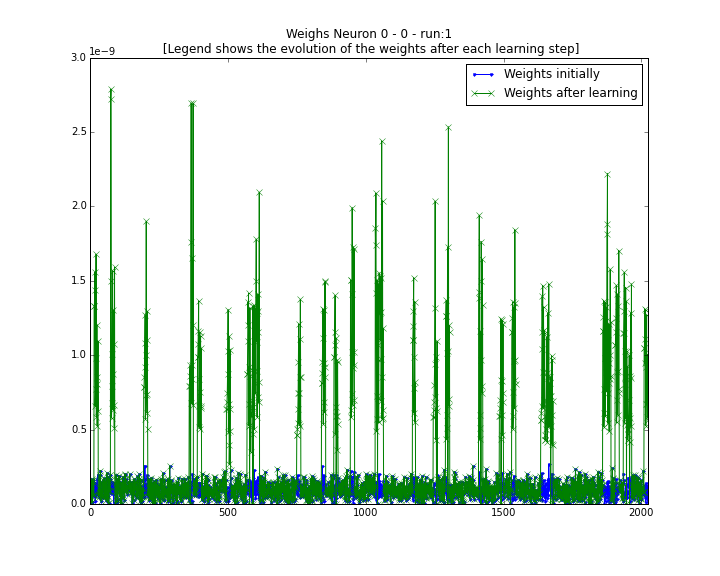 Weighs Neuron 0 - 0 - run:1
[Legend shows the evolution of the weights after each learning step]
1e−9
3.0
2.5
2.0
1.5
1.0
0.5
0.0
0 500 1000 1500 2000
Weights initially
Weights after learning